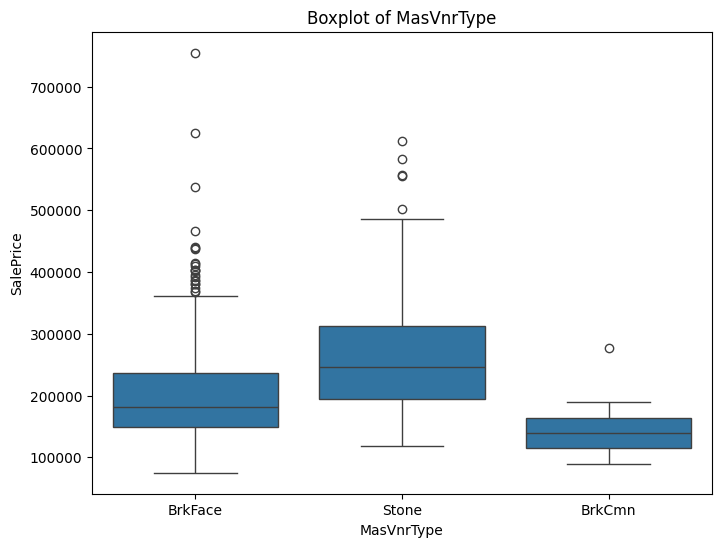 Boxplot of MasVnrType
700000
600000
500000
400000
300000
200000
100000
SalePrice
BrkFace
Stone
BrkCmn
MasVnrType